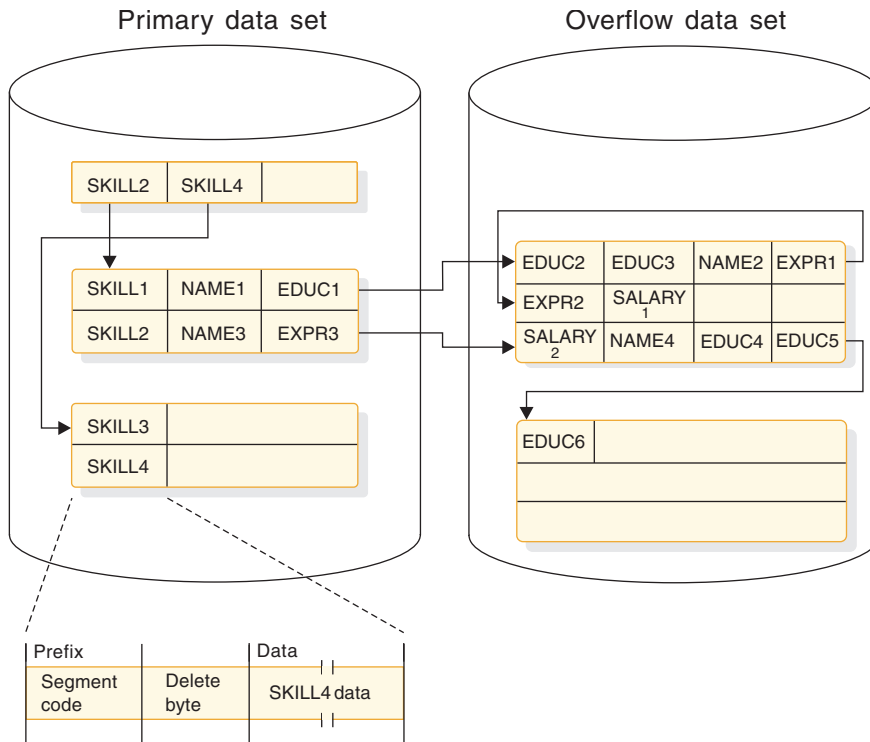 Primary data set
Overflow data set
SKILL2 SKILL4
SKILL1 NAME1 EDUC1
SKILL2 NAME3 EXPR3
SKILL3
SKILL4
EDUC2 EDUC3 NAME2 EXPR1
EXPR2 SALARY
1
SALARY NAME4 EDUC4 EDUC5
2
EDUC6
Prefix Data
Segment code
Delete byte
SKILL4 data